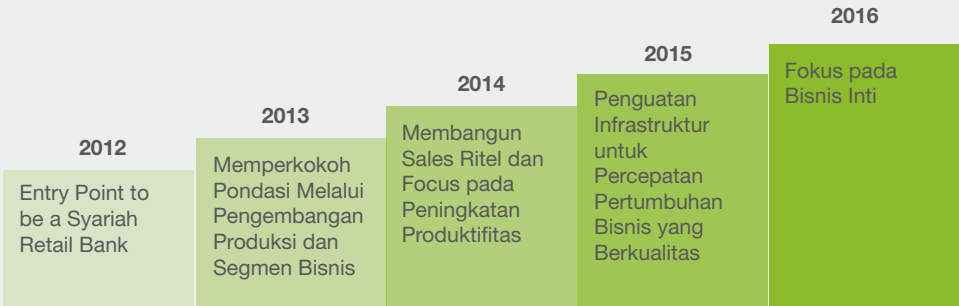 2012
Entry Point to
be a Syariah
Retail Bank
2013
Memperkokoh
Pondasi Melalui
Pengembangan
Produksi dan
Segmen Bisnis
2014
Membangun
Sales Ritel dan
Focus pada
Peningkatan
Produktifitas
2015
Penguatan
Infrastruktur
untuk
Percepatan
Pertumbuhan
Bisnis yang
Berkualitas
2016
Fokus pada
Bisnis Inti